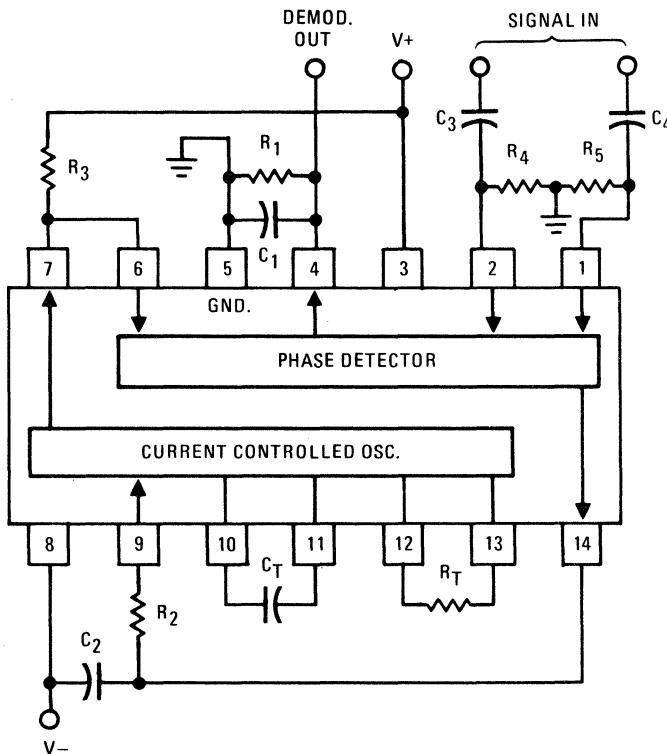 DEMOD.
OUT
V+
SIGNAL IN
C3
C4
R1
R4
R5
R3
C1
7
6
5
4
3
2
1
GND.
PHASE DETECTOR
CURRENT CONTROLLED OSC.
8
9
10
11
12
13
14
CT
RT
R2
C2
V−